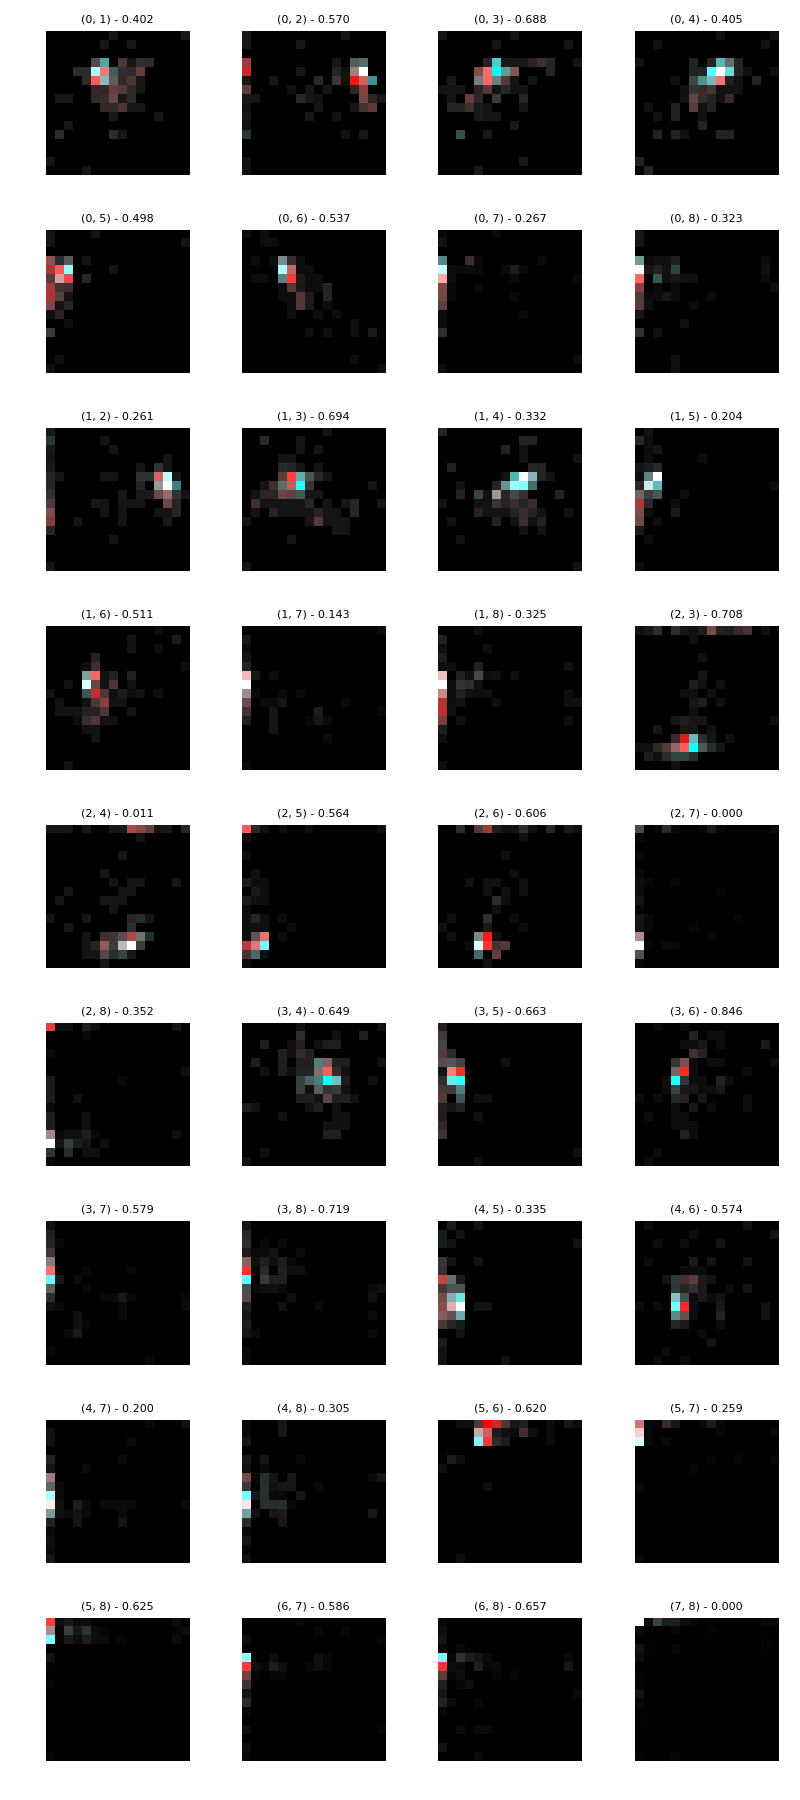 (0, 1) - 0.402 (0, 2) - 0.570 (0, 3) - 0.688 (0, 4) - 0.405
(0, 5) - 0.498 (0, 6) - 0.537 (0, 7) - 0.267 (0, 8) - 0.323
(1, 2) - 0.261 (1, 3) - 0.694 (1, 4) - 0.332 (1, 5) - 0.204
(1, 6) - 0.511 (1, 7) - 0.143 (1, 8) - 0.325 (2, 3) - 0.708
(2, 4) - 0.011 (2, 5) - 0.564 (2, 6) - 0.606 (2, 7) - 0.000
(2, 8) - 0.352 (3, 4) - 0.649 (3, 5) - 0.663 (3, 6) - 0.846
(3, 7) - 0.579 (3, 8) - 0.719 (4, 5) - 0.335 (4, 6) - 0.574
(4, 7) - 0.200 (4, 8) - 0.305 (5, 6) - 0.620 (5, 7) - 0.259
(5, 8) - 0.625 (6, 7) - 0.586 (6, 8) - 0.657 (7, 8) - 0.000